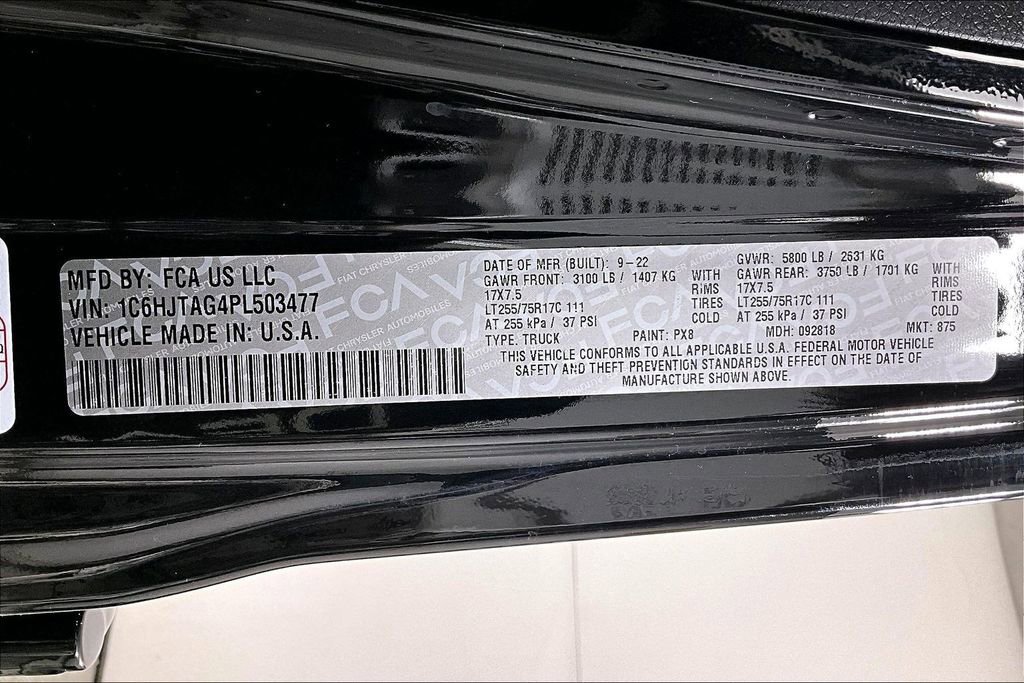 MFD BY: FCA US LLC
VIN: 1C6HJTAG4PL503477
VEHICLE MADE IN: U.S.A.
DATE OF MFR (BUILT): 9-22
GAWR FRONT: 3100 LB / 1407 KG
17X7.5
LT255/75R17C 111
AT 255 kPa / 37 PSI
WITH
RIMS
TIRES
COLD
GVWR: 5800 LB / 2631 KG
GAWR REAR: 3750 LB / 1701 KG
17X7.5
LT255/75R17C 111
AT 255 kPa / 37 PSI
WITH
RIMS
TIRES
COLD
TYPE: TRUCK PAINT: PX8 MDH: 092818 MKT: 875
THIS VEHICLE CONFORMS TO ALL APPLICABLE U.S.A. FEDERAL MOTOR VEHICLE
SAFETY AND THEFT PREVENTION STANDARDS IN EFFECT ON THE DATE OF
MANUFACTURE SHOWN ABOVE.